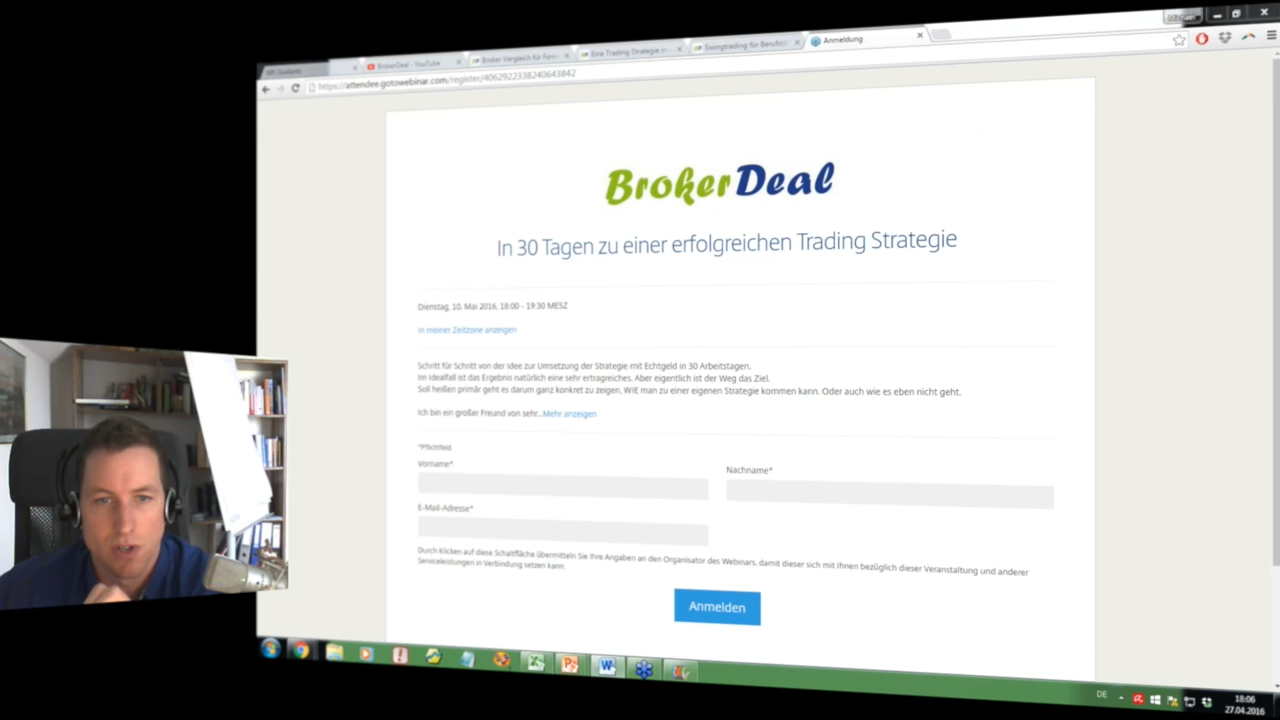 Michael
BrokerDeal - YouTube
Broker Vergleich für Forex
Eine Trading Strategie in
Swingtrading für Berufst
Anmeldung
https://attendee.gotowebinar.com/register/4062922338240643842
BrokerDeal
In 30 Tagen zu einer erfolgreichen Trading Strategie
Dienstag, 10. Mai 2016, 18:00 - 19:30 MESZ
In meiner Zeitzone anzeigen
Schritt für Schritt von der Idee zur Umsetzung der Strategie mit Echtgeld in 30 Arbeitstagen.
Im Idealfall ist das Ergebnis natürlich eine sehr ertragreiches. Aber eigentlich ist der Weg das Ziel.
Soll heißen primär geht es darum ganz konkret zu zeigen, WIE man zu einer eigenen Strategie kommen kann. Oder auch wie es eben nicht geht.
Ich bin ein großer Freund von sehr...Mehr anzeigen
*Pflichtfeld
Vorname*
Nachname*
E-Mail-Adresse*
Durch Klicken auf diese Schaltfläche übermitteln Sie Ihre Angaben an den Organisator des Webinars, damit dieser sich mit Ihnen bezüglich dieser Veranstaltung und anderer
Serviceleistungen in Verbindung setzen kann.
Anmelden
DE
18:06
27.04.2016